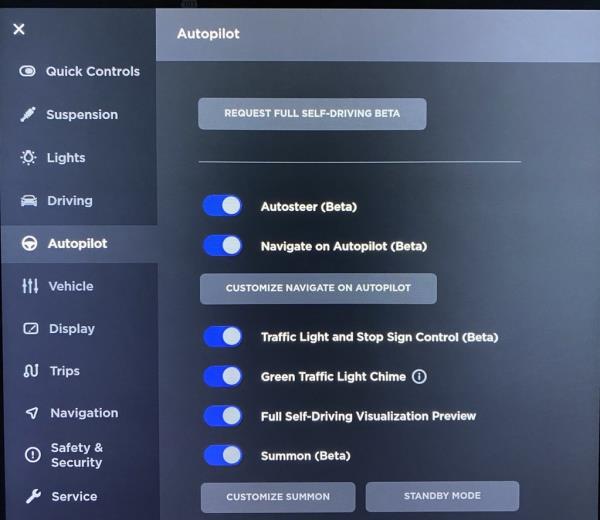 Autopilot
Quick Controls
Suspension
Lights
Driving
Autopilot
Vehicle
Display
Trips
Navigation
Safety &
Security
Service
REQUEST FULL SELF-DRIVING BETA
Autosteer (Beta)
Navigate on Autopilot (Beta)
CUSTOMIZE NAVIGATE ON AUTOPILOT
Traffic Light and Stop Sign Control (Beta)
Green Traffic Light Chime
Full Self-Driving Visualization Preview
Summon (Beta)
CUSTOMIZE SUMMON
STANDBY MODE